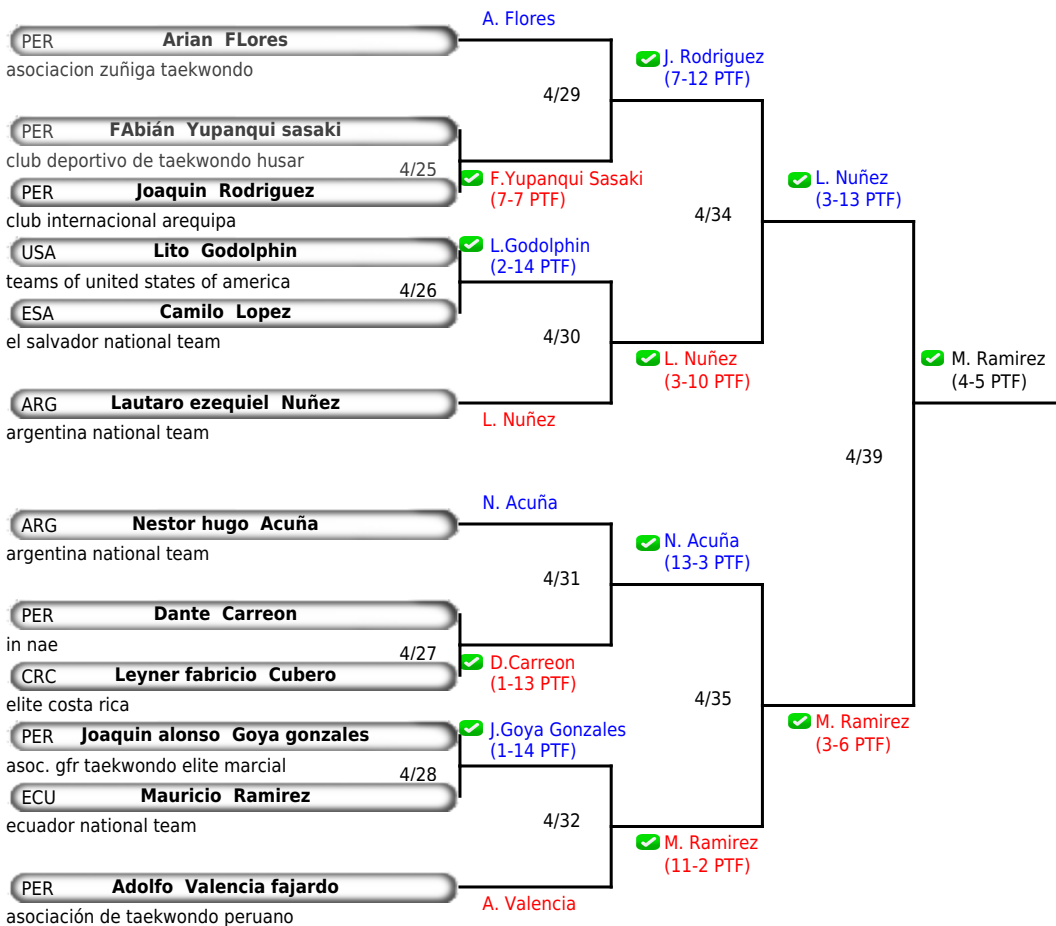 A. Flores
PER Arian FLores
asociacion zuñiga taekwondo
J. Rodriguez
(7-12 PTF)
4/29
PER FAbián Yupanqui sasaki
club deportivo de taekwondo husar
4/25
F.Yupanqui Sasaki
(7-7 PTF)
PER Joaquin Rodriguez
club internacional arequipa
L. Nuñez
(3-13 PTF)
4/34
USA Lito Godolphin
teams of united states of america
L.Godolphin
(2-14 PTF)
4/26
ESA Camilo Lopez
el salvador national team
4/30
L. Nuñez
(3-10 PTF)
ARG Lautaro ezequiel Nuñez
argentina national team
L. Nuñez
M. Ramirez
(4-5 PTF)
4/39
N. Acuña
ARG Nestor hugo Acuña
argentina national team
N. Acuña
(13-3 PTF)
4/31
PER Dante Carreon
in nae
4/27
D.Carreon
(1-13 PTF)
CRC Leyner fabricio Cubero
elite costa rica
4/35
M. Ramirez
(3-6 PTF)
PER Joaquin alonso Goya gonzales
asoc. gfr taekwondo elite marcial
J.Goya Gonzales
(1-14 PTF)
4/28
ECU Mauricio Ramirez
ecuador national team
4/32
M. Ramirez
(11-2 PTF)
PER Adolfo Valencia fajardo
asociación de taekwondo peruano
A. Valencia